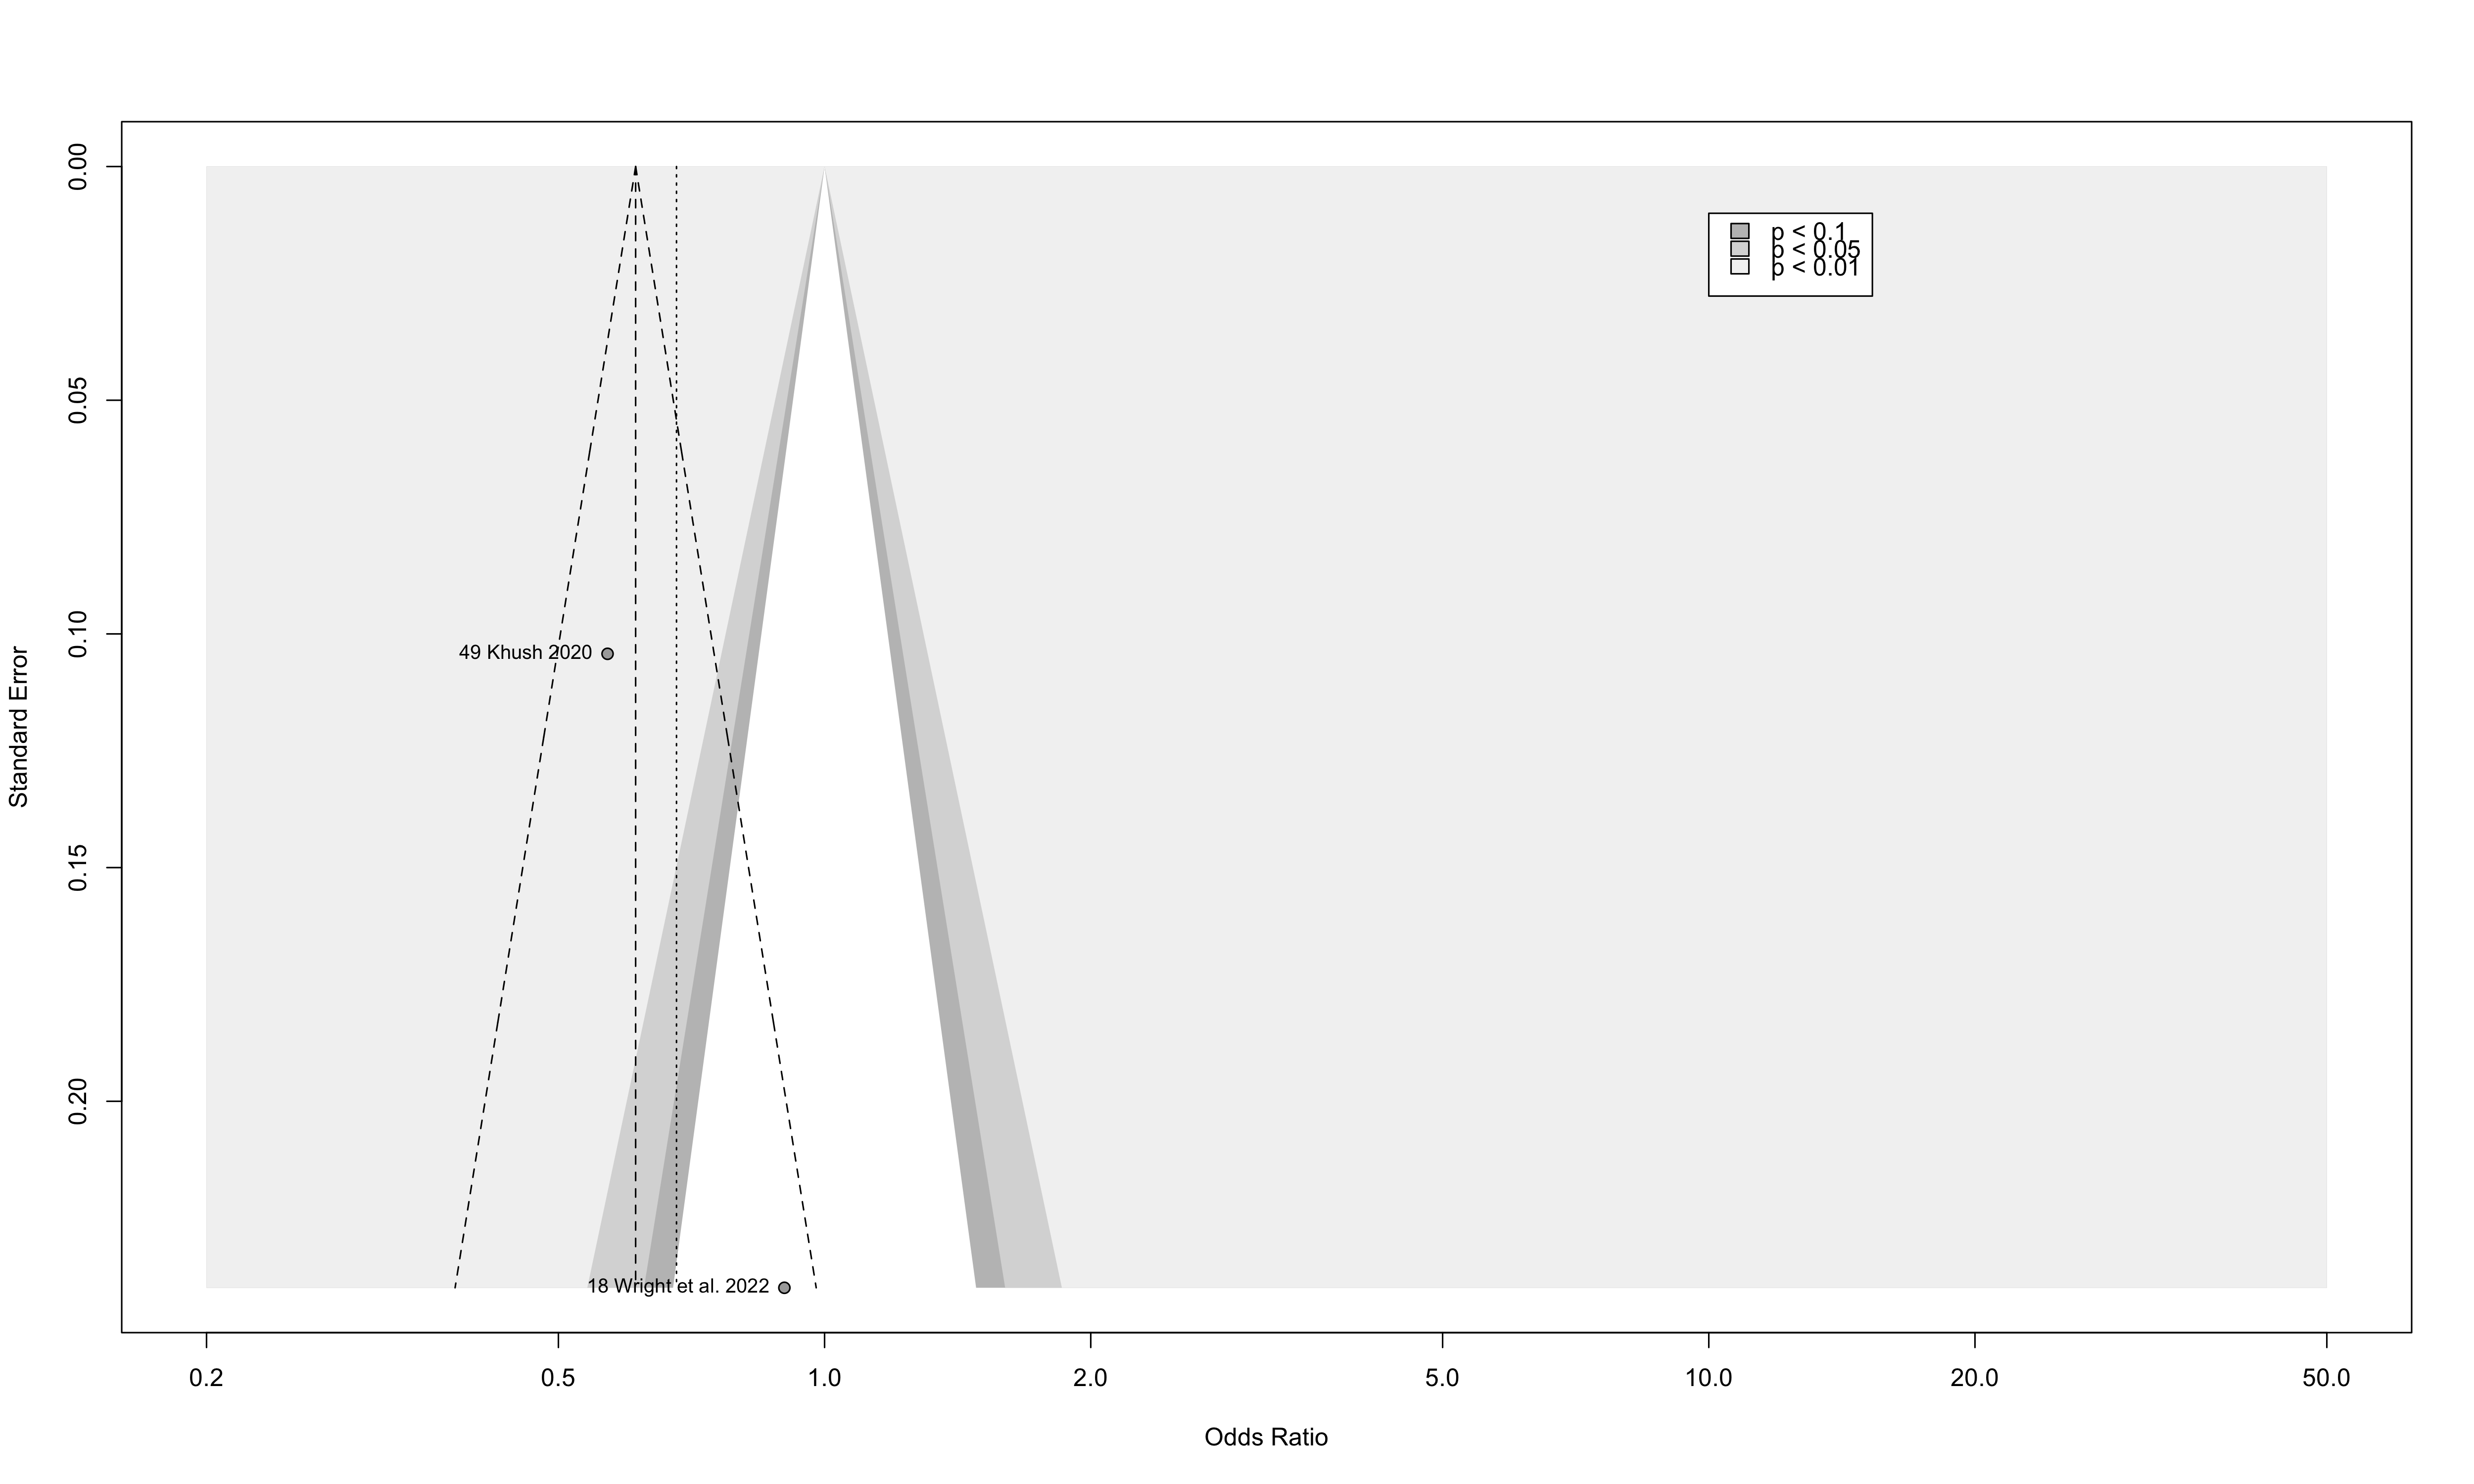 0.00
0.05
0.10
0.15
0.20
Standard Error
p < 0.1
p < 0.05
p < 0.01
49 Khush 2020
18 Wright et al. 2022
0.2 0.5 1.0 2.0 5.0 10.0 20.0 50.0
Odds Ratio